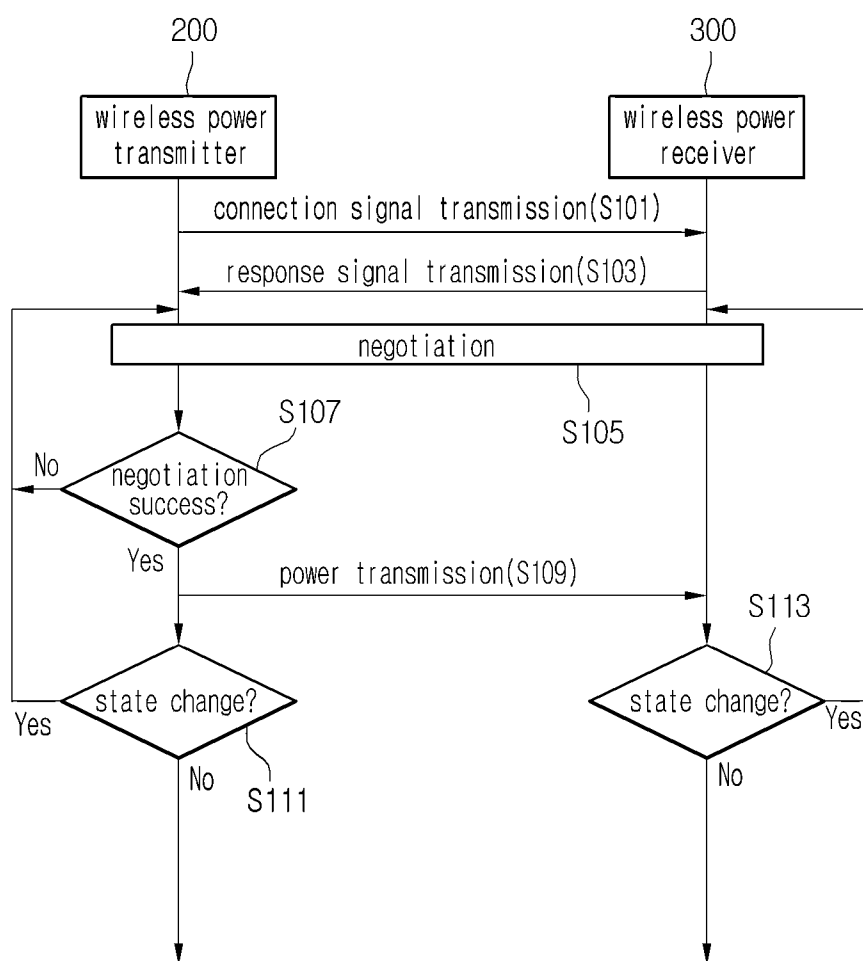 200
300
wireless power
transmitter
wireless power
receiver
connection signal transmission(S101)
response signal transmission(S103)
negotiation
S105
S107
No
negotiation
success?
Yes
power transmission(S109)
S113
state change?
Yes
state change?
Yes
No
S111
No